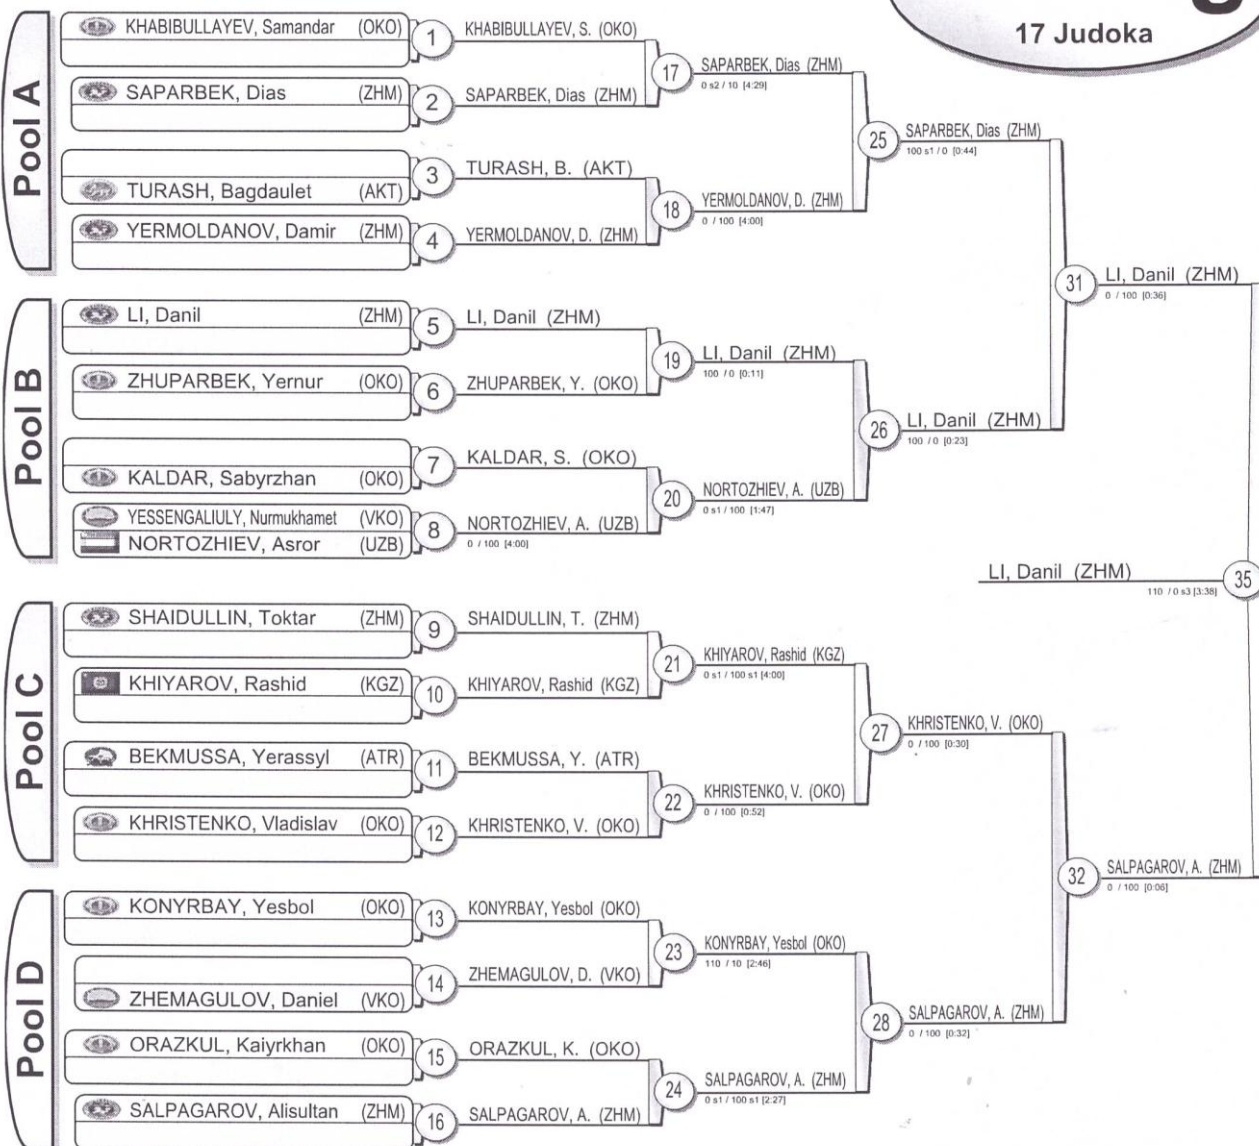 17 Judoka
Pool A
KHABIBULLAYEV, Samandar (OKO)
1
KHABIBULLAYEV, S. (OKO)
SAPARBEK, Dias (ZHM)
2
SAPARBEK, Dias (ZHM)
17
SAPARBEK, Dias (ZHM)
0 s2 / 10 [4:29]
TURASH, Bagdaulet (AKT)
3
TURASH, B. (AKT)
YERMOLDANOV, Damir (ZHM)
4
YERMOLDANOV, D. (ZHM)
18
YERMOLDANOV, D. (ZHM)
0 / 100 [4:00]
25
SAPARBEK, Dias (ZHM)
100 s1 / 0 [0:44]
Pool B
LI, Danil (ZHM)
5
LI, Danil (ZHM)
ZHUPARBEK, Yernur (OKO)
6
ZHUPARBEK, Y. (OKO)
19
LI, Danil (ZHM)
100 / 0 [0:11]
KALDAR, Sabyrzhan (OKO)
7
KALDAR, S. (OKO)
YESSENGALIULY, Nurmukhamet (VKO)
NORTOZHIEV, Asror (UZB)
8
NORTOZHIEV, A. (UZB)
0 / 100 [4:00]
20
NORTOZHIEV, A. (UZB)
0 s1 / 100 [1:47]
26
LI, Danil (ZHM)
100 / 0 [0:23]
31
LI, Danil (ZHM)
0 / 100 [0:36]
LI, Danil (ZHM)
110 / 0 s3 [3:38]
35
Pool C
SHAIDULLIN, Toktar (ZHM)
9
SHAIDULLIN, T. (ZHM)
KHIYAROV, Rashid (KGZ)
10
KHIYAROV, Rashid (KGZ)
21
KHIYAROV, Rashid (KGZ)
0 s1 / 100 s1 [4:00]
BEKMUSSA, Yerassyl (ATR)
11
BEKMUSSA, Y. (ATR)
KHRISTENKO, Vladislav (OKO)
12
KHRISTENKO, V. (OKO)
22
KHRISTENKO, V. (OKO)
0 / 100 [0:52]
27
KHRISTENKO, V. (OKO)
0 / 100 [0:30]
Pool D
KONYRBAY, Yesbol (OKO)
13
KONYRBAY, Yesbol (OKO)
ZHEMAGULOV, Daniel (VKO)
14
ZHEMAGULOV, D. (VKO)
23
KONYRBAY, Yesbol (OKO)
110 / 10 [2:46]
ORAZKUL, Kaiyrkhan (OKO)
15
ORAZKUL, K. (OKO)
SALPAGAROV, Alisultan (ZHM)
16
SALPAGAROV, A. (ZHM)
24
SALPAGAROV, A. (ZHM)
0 s1 / 100 s1 [2:27]
28
SALPAGAROV, A. (ZHM)
0 / 100 [0:32]
32
SALPAGAROV, A. (ZHM)
0 / 100 [0:06]